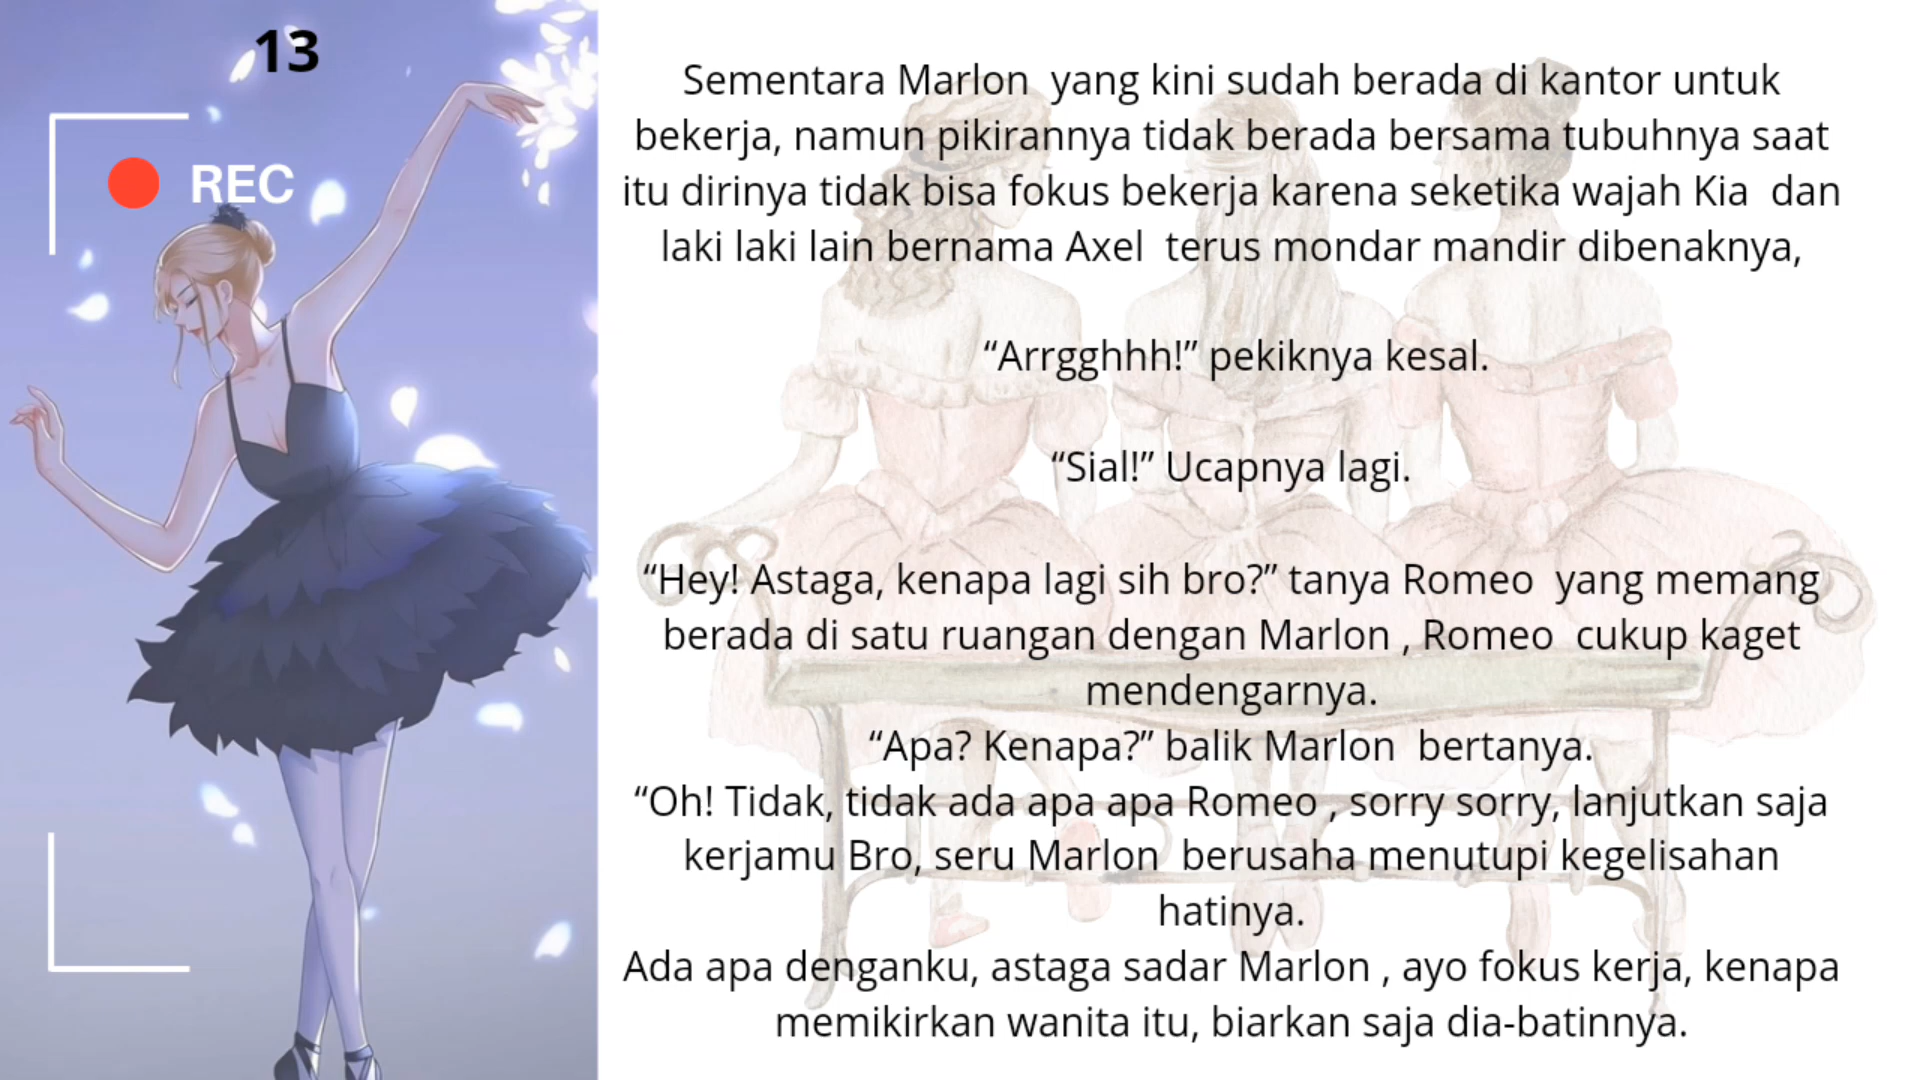 13
REC
Sementara Marlon  yang kini sudah berada di kantor untuk
bekerja, namun pikirannya tidak berada bersama tubuhnya saat
itu dirinya tidak bisa fokus bekerja karena seketika wajah Kia  dan
laki laki lain bernama Axel  terus mondar mandir dibenaknya,
“Arrgghhh!” pekiknya kesal.
“Sial!” Ucapnya lagi.
“Hey! Astaga, kenapa lagi sih bro?” tanya Romeo  yang memang
berada di satu ruangan dengan Marlon , Romeo  cukup kaget
mendengarnya.
“Apa? Kenapa?” balik Marlon  bertanya.
“Oh! Tidak, tidak ada apa apa Romeo , sorry sorry, lanjutkan saja
kerjamu Bro, seru Marlon  berusaha menutupi kegelisahan
hatinya.
Ada apa denganku, astaga sadar Marlon , ayo fokus kerja, kenapa
memikirkan wanita itu, biarkan saja dia-batinnya.